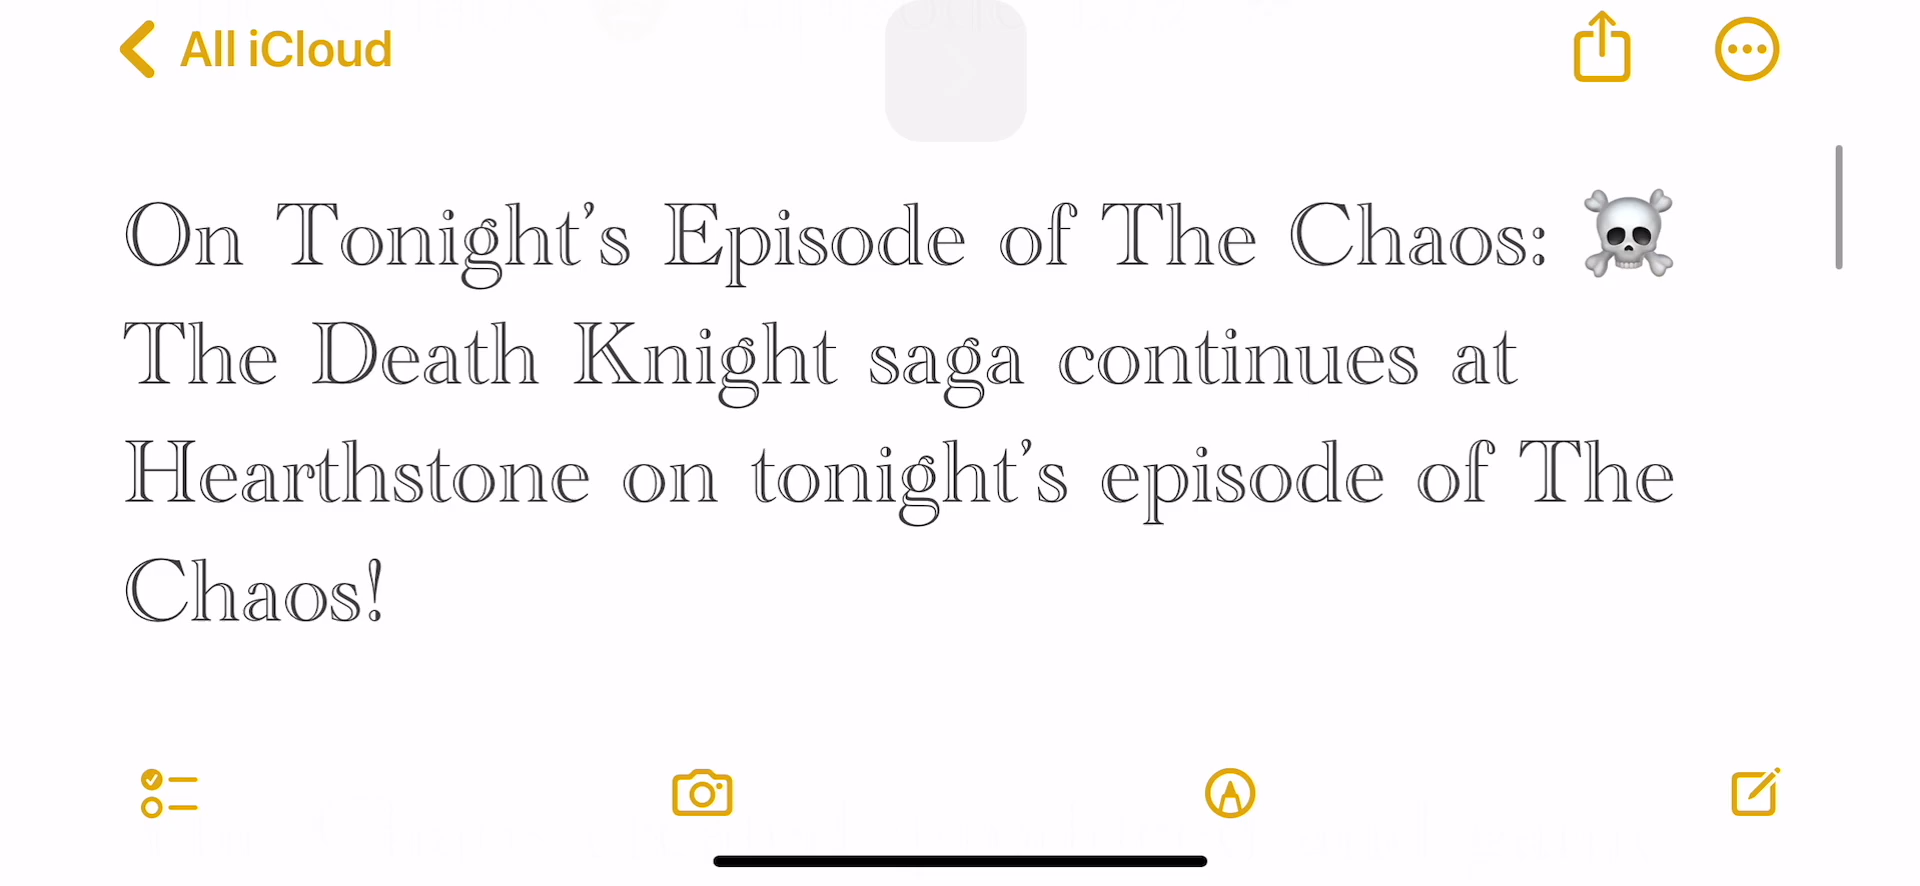 All iCloud
On Tonight’s Episode of The Chaos: ☠️
The Death Knight saga continues at
Hearthstone on tonight’s episode of The
Chaos!